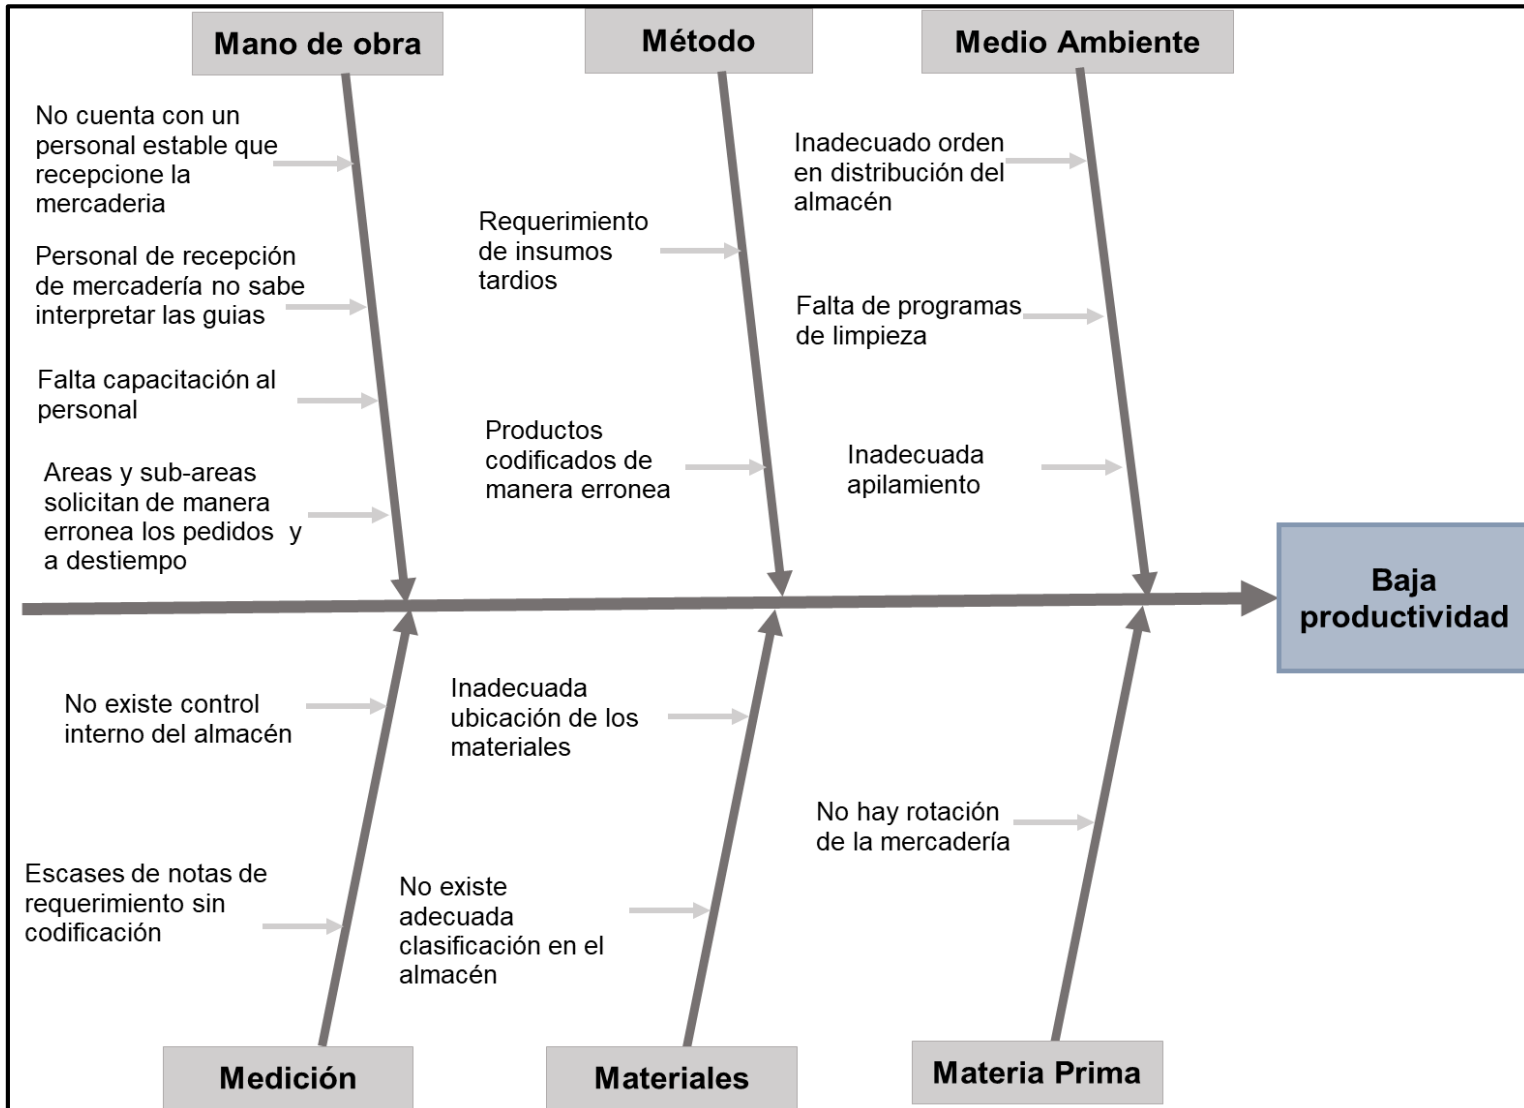 Mano de obra
Método
Medio Ambiente
No cuenta con un
personal estable que
recepcione la
mercaderia
Personal de recepción
de mercadería no sabe
interpretar las guias
Falta capacitación al
personal
Areas y sub-areas
solicitan de manera
erronea los pedidos y
a destiempo
Requerimiento
de insumos
tardios
Productos
codificados de
manera erronea
Inadecuado orden
en distribución del
almacén
Falta de programas
de limpieza
Inadecuada
apilamiento
Baja
productividad
No existe control
interno del almacén
Escases de notas de
requerimiento sin
codificación
Inadecuada
ubicación de los
materiales
No existe
adecuada
clasificación en el
almacén
No hay rotación
de la mercadería
Medición
Materiales
Materia Prima